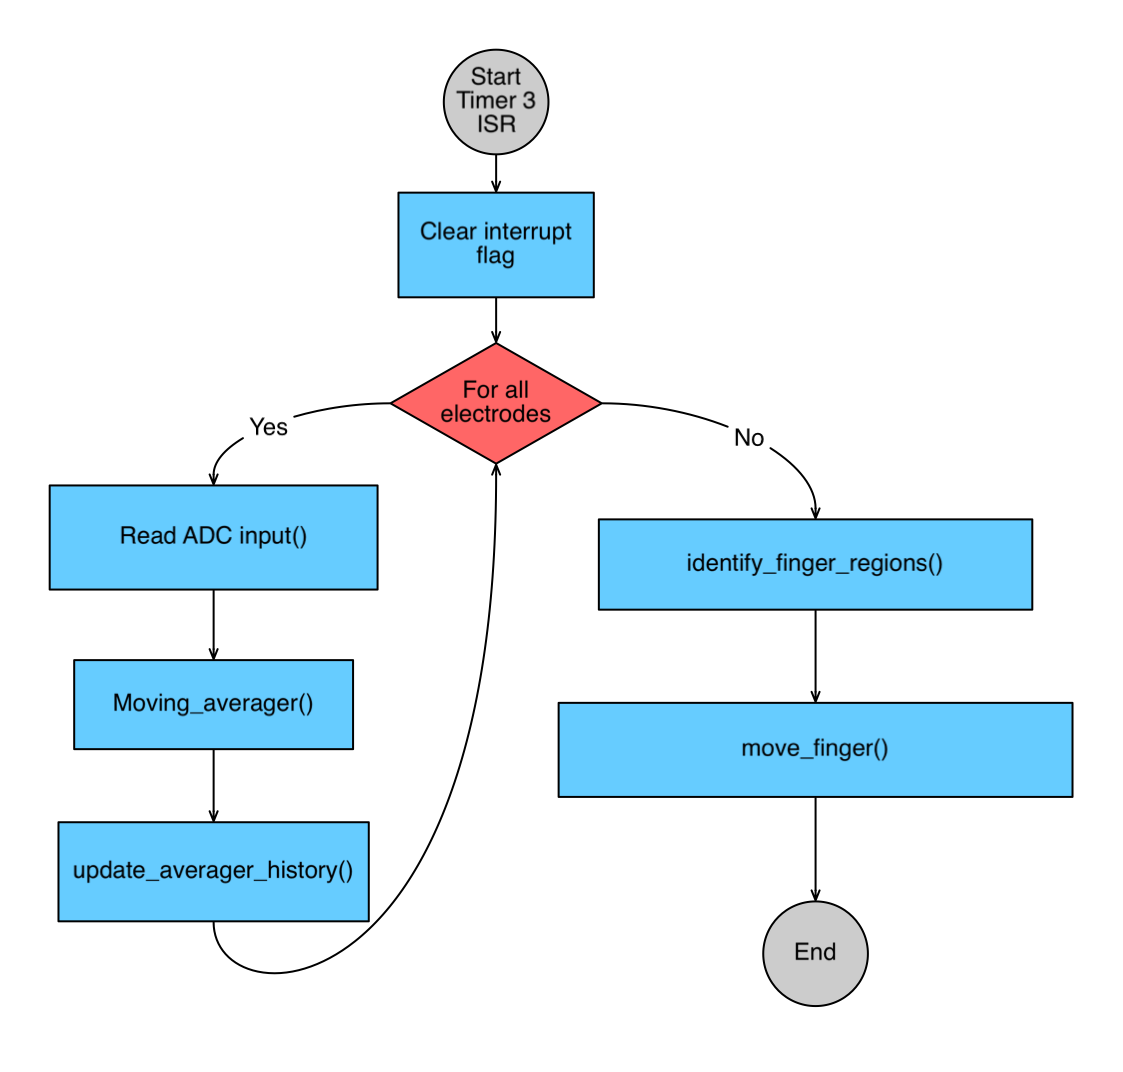 Start
Timer 3
ISR
Clear interrupt
flag
For all
electrodes
Yes
No
Read ADC input()
identify_finger_regions()
Moving_averager()
move_finger()
update_averager_history()
End